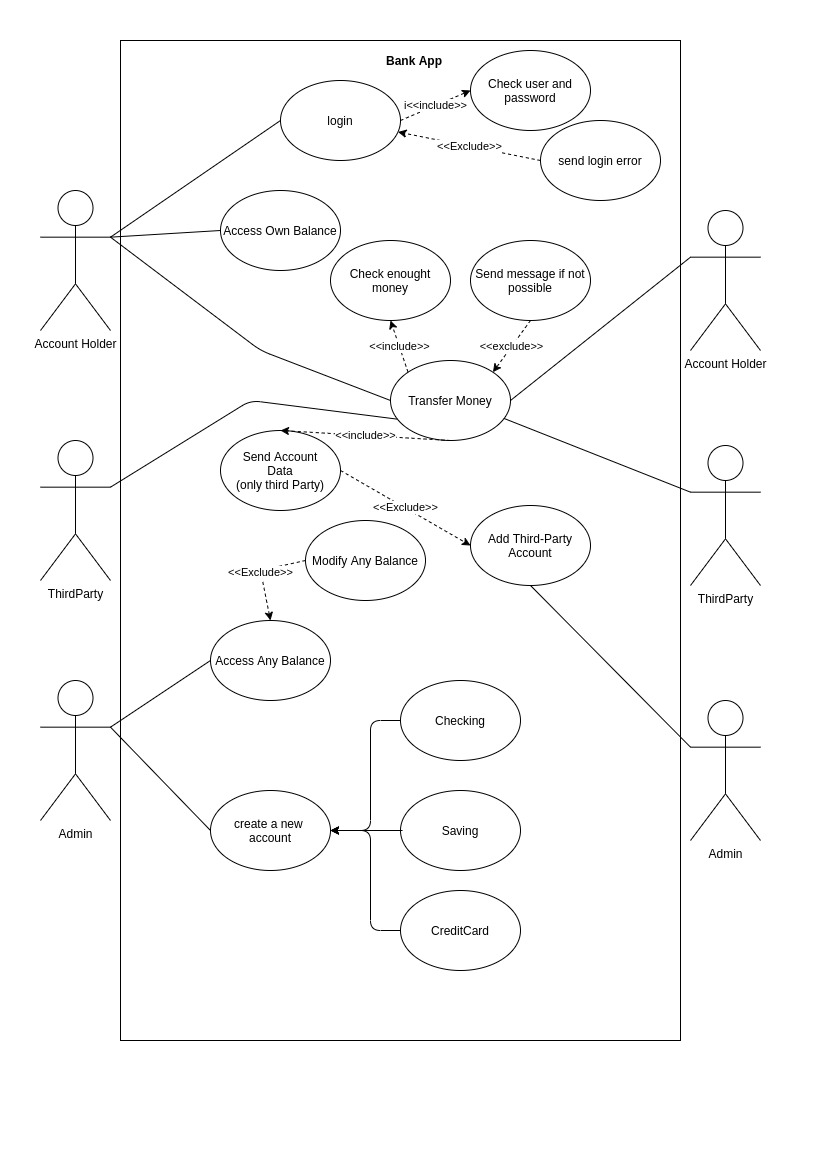 Bank App
Check user and
password
i<<include>>
login
<<Exclude>>
send login error
Access Own Balance
Check enought
money
Send message if not
possible
Account Holder
<<include>>
<<exclude>>
Account Holder
Transfer Money
<<include>>
Send Account
Data
(only third Party)
<<Exclude>>
Add Third-Party
Account
Modify Any Balance
<<Exclude>>
ThirdParty
ThirdParty
Access Any Balance
Checking
create a new
account
Saving
Admin
Admin
CreditCard